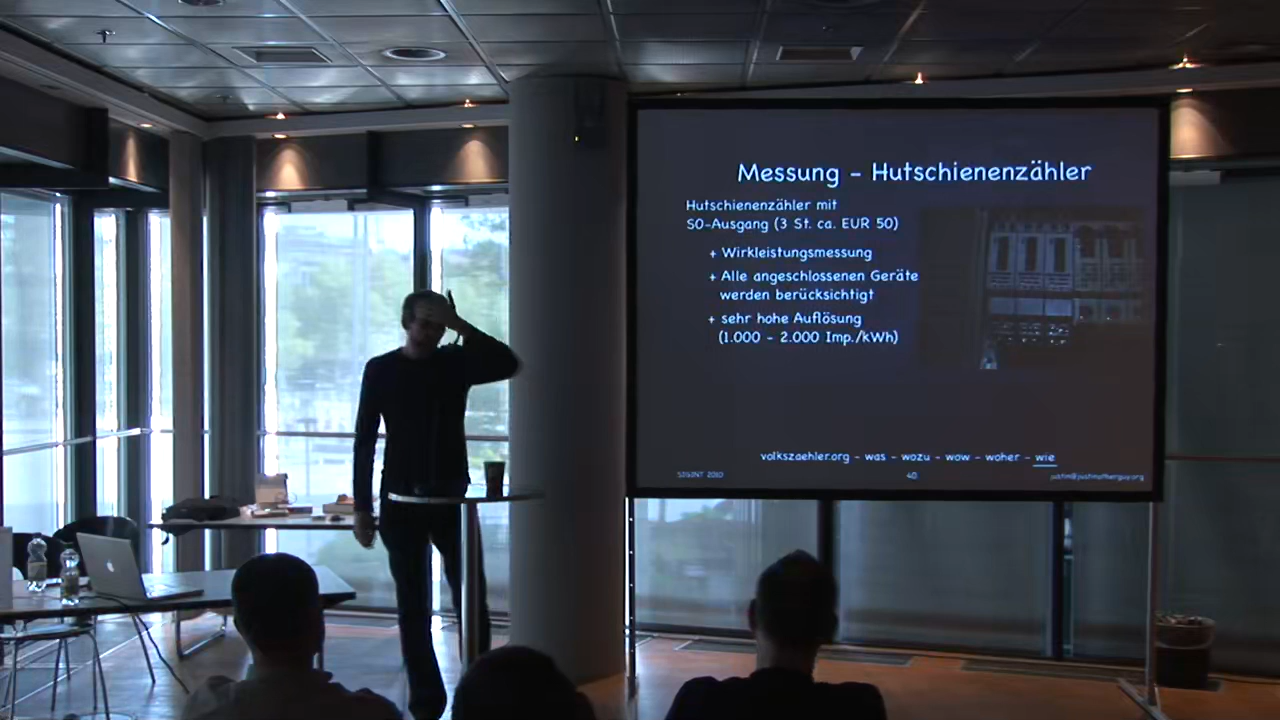 Messung - Hutschienenzähler
Hutschienenzähler mit
S0-Ausgang (3 St. ca. EUR 50)
+ Wirkleistungsmessung
+ Alle angeschlossenen Geräte
werden berücksichtigt
+ sehr hohe Auflösung
(1.000 - 2.000 Imp./kWh)
volkszaehler.org - was - wozu - wow - woher - wie
SIGINT 2010
40
justin@justinotherguy.org